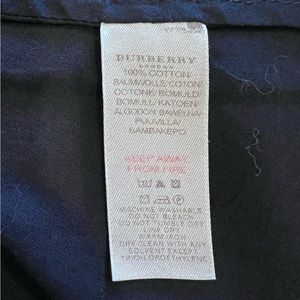 BURBERRY
LONDON
100% COTTON/
BAUMWOLLE/COTON/
COTONE/BOMULD/
BOMULL/KATOEN/
ALGODON/BAWELNA/
PUUVILLA/
BAMBAKEPO
KEEP AWAY
FROM FIRE
MACHINE WASHABLE
DO NOT BLEACH
DO NOT TUMBLE DRY
LINE DRY
WARM IRON
DRY CLEAN WITH ANY
SOLVENT EXCEPT
TRICHLOROETHYLENE